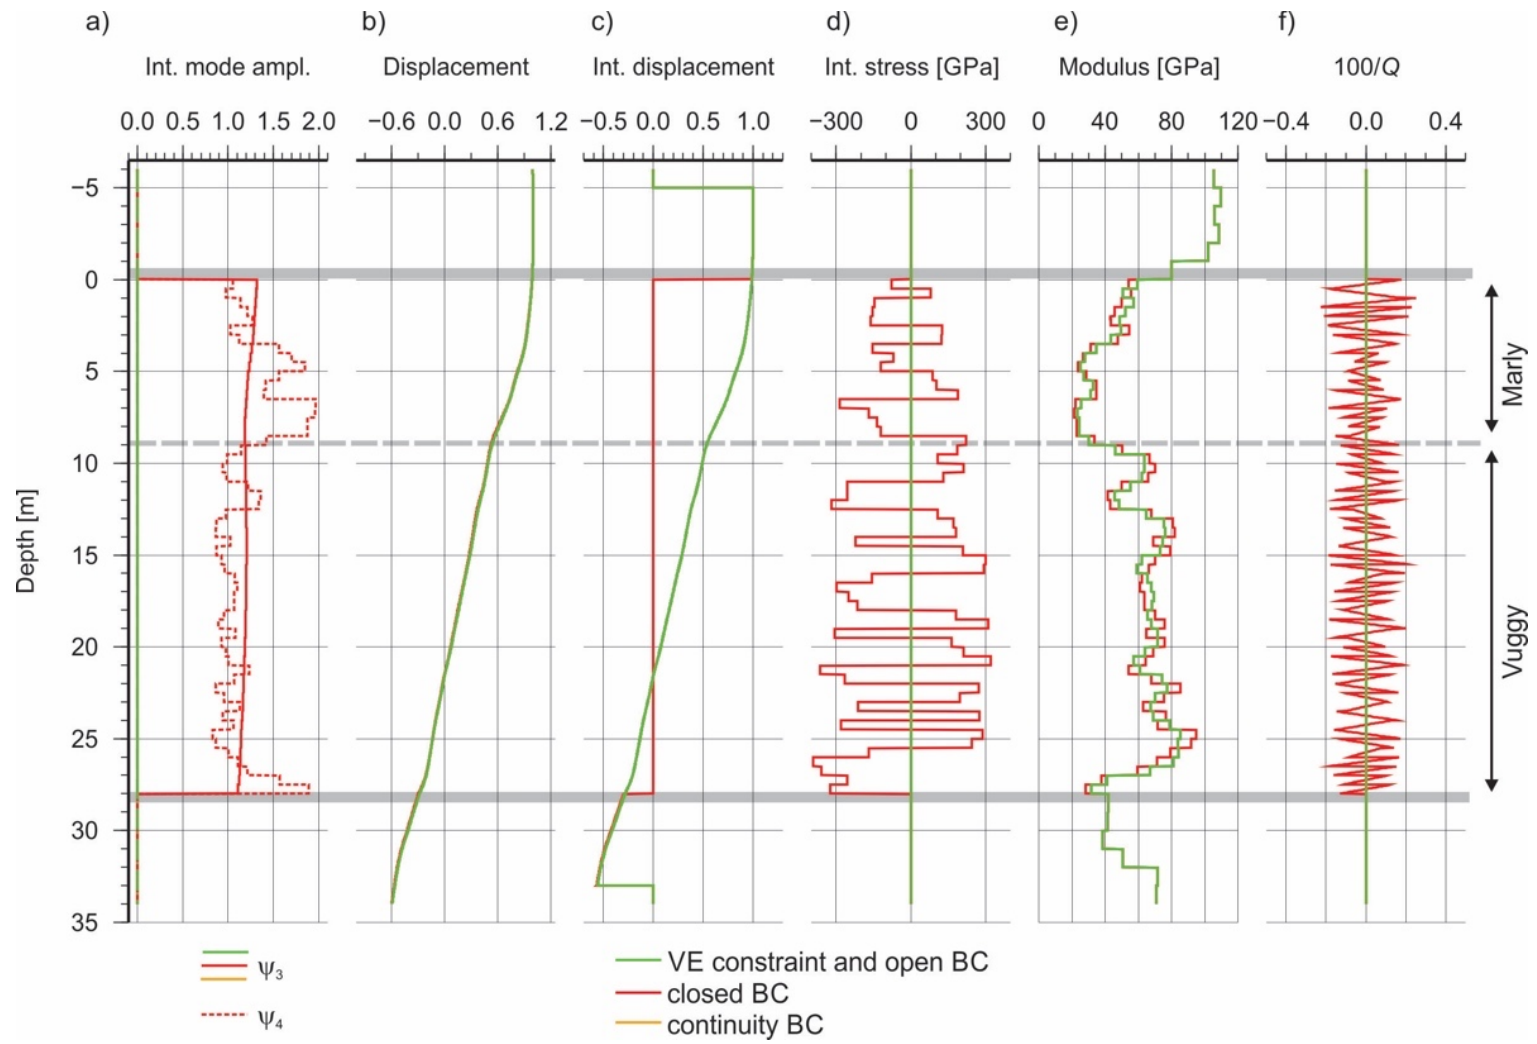 a) b) c) d) e) f)
Int. mode ampl. Displacement Int. displacement Int. stress [GPa] Modulus [GPa] 100/Q
0.0 0.5 1.0 1.5 2.0 −0.6 0.0 0.6 1.2 −0.5 0.0 0.5 1.0 −300 0 300 0 40 80 120 −0.4 0.0 0.4
−5
0
5
10
15
20
25
30
35
Depth [m]
Marly
Vuggy
ψ3
ψ4
VE constraint and open BC
closed BC
continuity BC